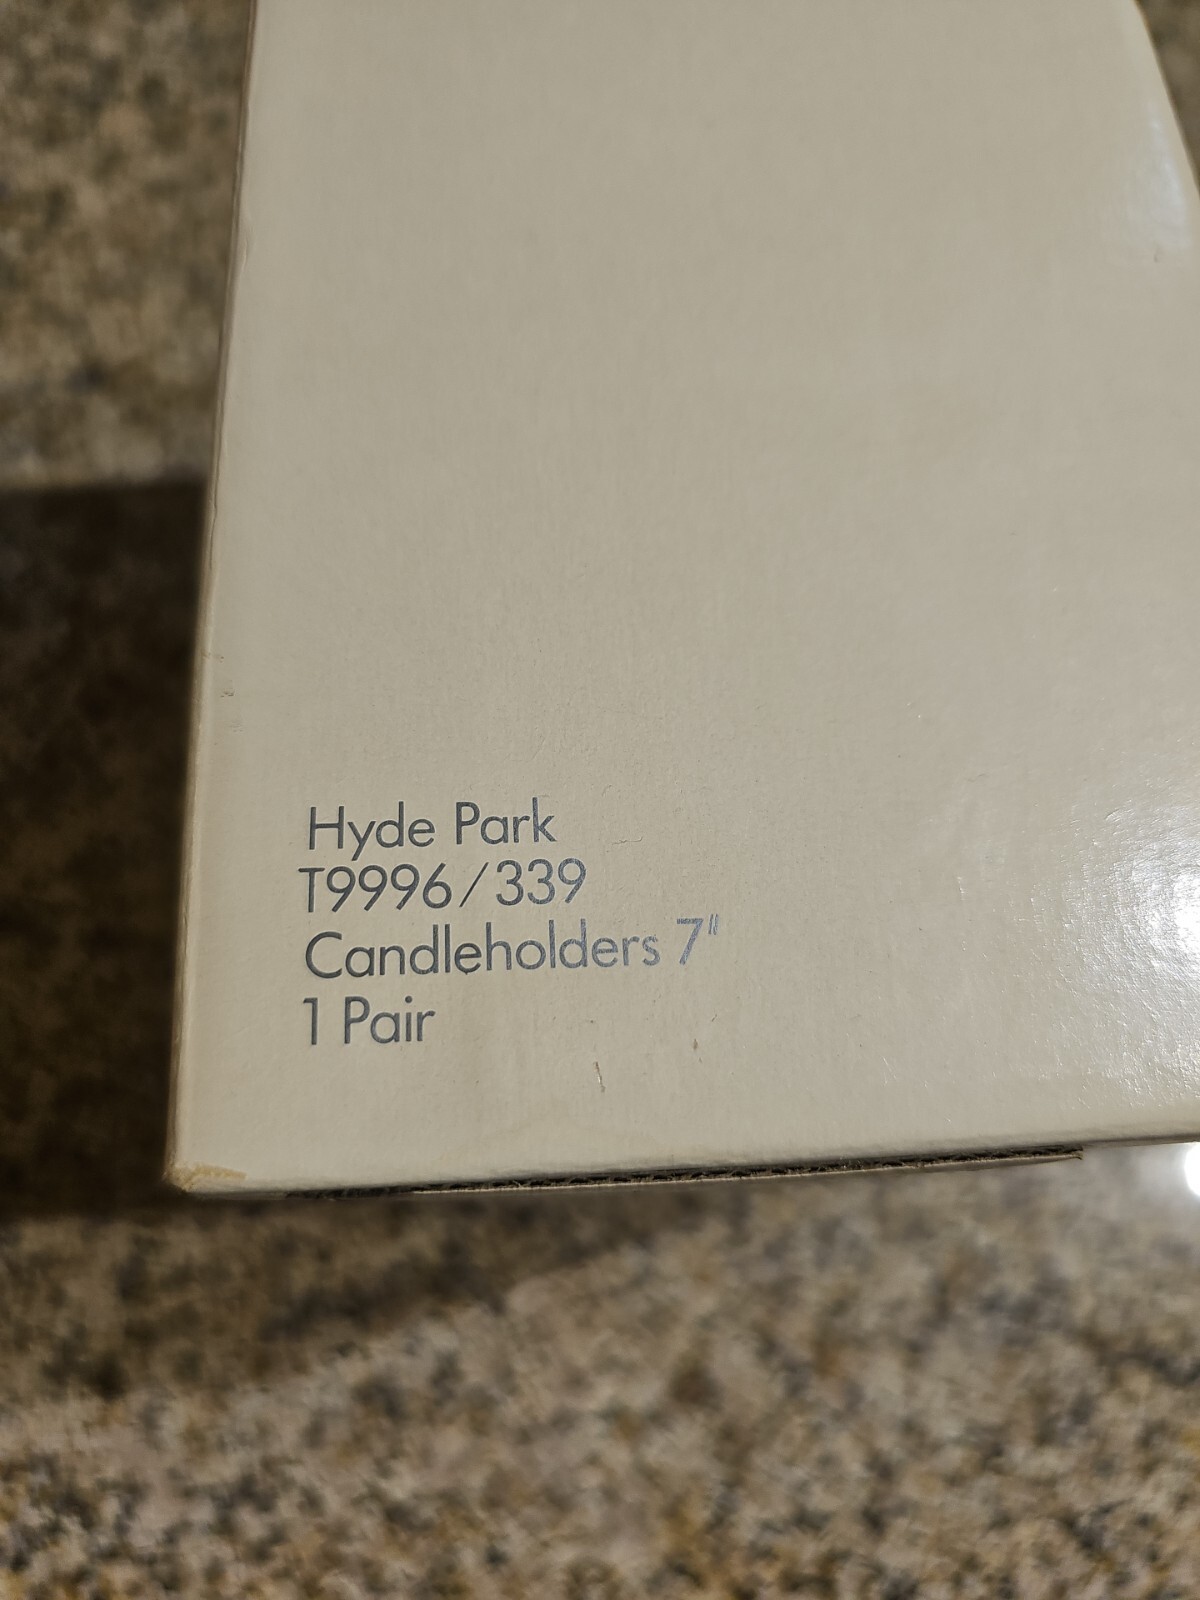 Hyde Park
T9996/339
Candleholders 7"
1 Pair